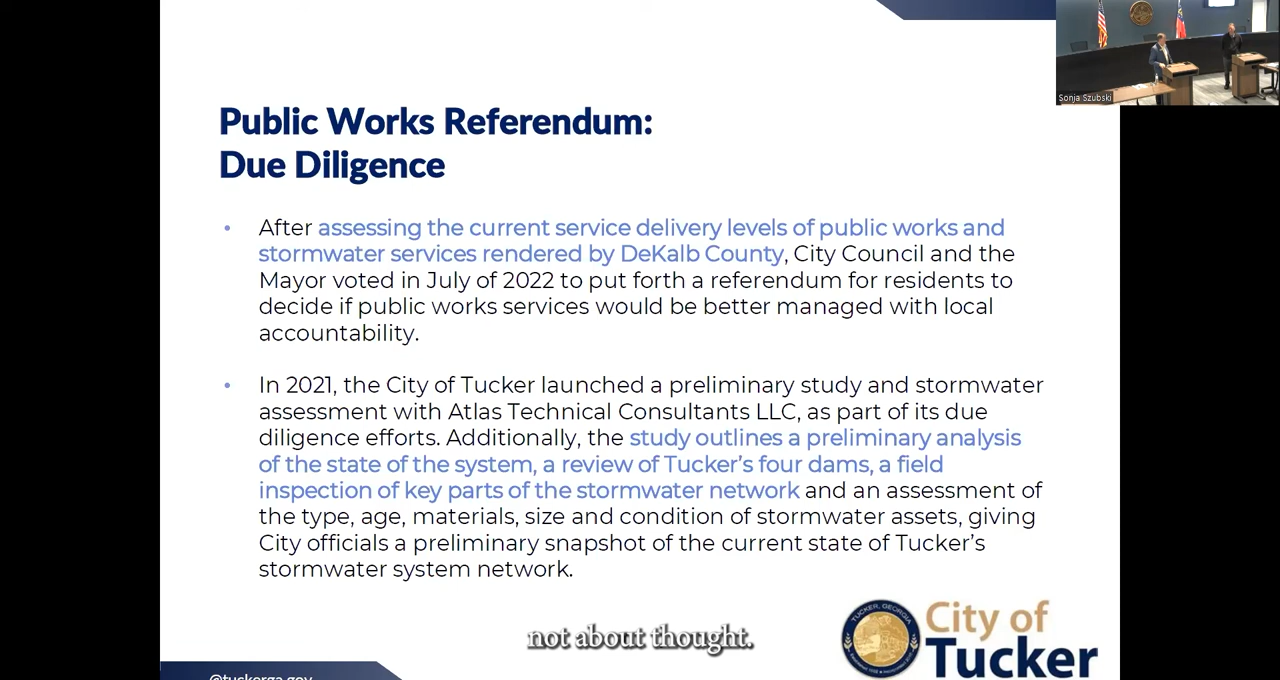 Sonja Szubski
Public Works Referendum:
Due Diligence
• After assessing the current service delivery levels of public works and
stormwater services rendered by DeKalb County, City Council and the
Mayor voted in July of 2022 to put forth a referendum for residents to
decide if public works services would be better managed with local
accountability.
• In 2021, the City of Tucker launched a preliminary study and stormwater
assessment with Atlas Technical Consultants LLC, as part of its due
diligence efforts. Additionally, the study outlines a preliminary analysis
of the state of the system, a review of Tucker's four dams, a field
inspection of key parts of the stormwater network and an assessment of
the type, age, materials, size and condition of stormwater assets, giving
City officials a preliminary snapshot of the current state of Tucker's
stormwater system network.
not about thought.
TUCKER, GEORGIA
City of
Tucker
@tuckerga.gov